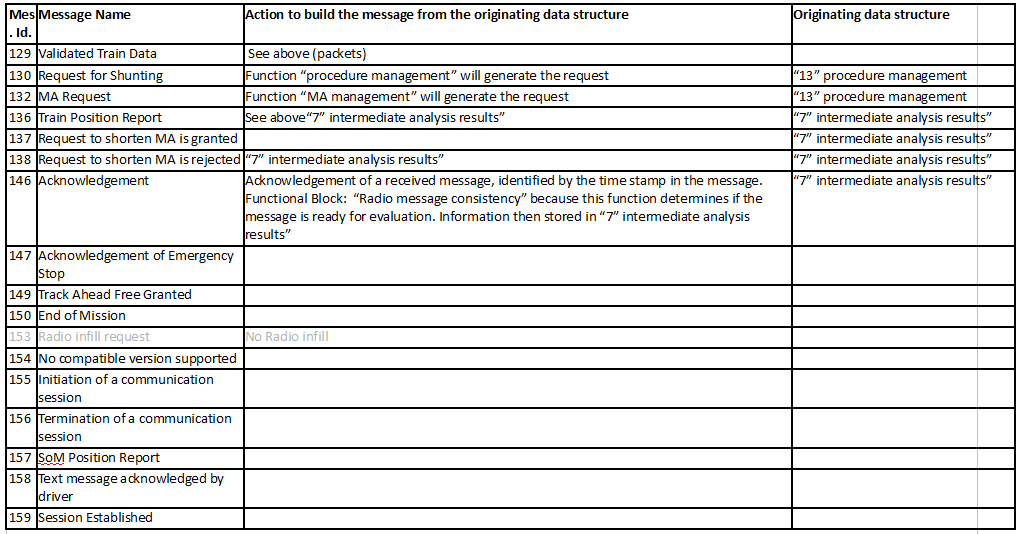 Mes Message Name Action to build the message from the originating data structure Originating data structure
. Id.
129 Validated Train Data See above (packets)
130 Request for Shunting Function “procedure management” will generate the request “13” procedure management
132 MA Request Function “MA management” will generate the request “13” procedure management
136 Train Position Report See above“7” intermediate analysis results” “7” intermediate analysis results”
137 Request to shorten MA is granted “7” intermediate analysis results”
138 Request to shorten MA is rejected “7” intermediate analysis results” “7” intermediate analysis results”
146 Acknowledgement Acknowledgement of a received message, identified by the time stamp in the message. “7” intermediate analysis results”
Functional Block: “Radio message consistency” because this function determines if the
message is ready for evaluation. Information then stored in “7” intermediate analysis
results”
147 Acknowledgement of Emergency
Stop
149 Track Ahead Free Granted
150 End of Mission
153 Radio infill request No Radio infill
154 No compatible version supported
155 Initiation of a communication
session
156 Termination of a communication
session
157 SoM Position Report
158 Text message acknowledged by
driver
159 Session Established